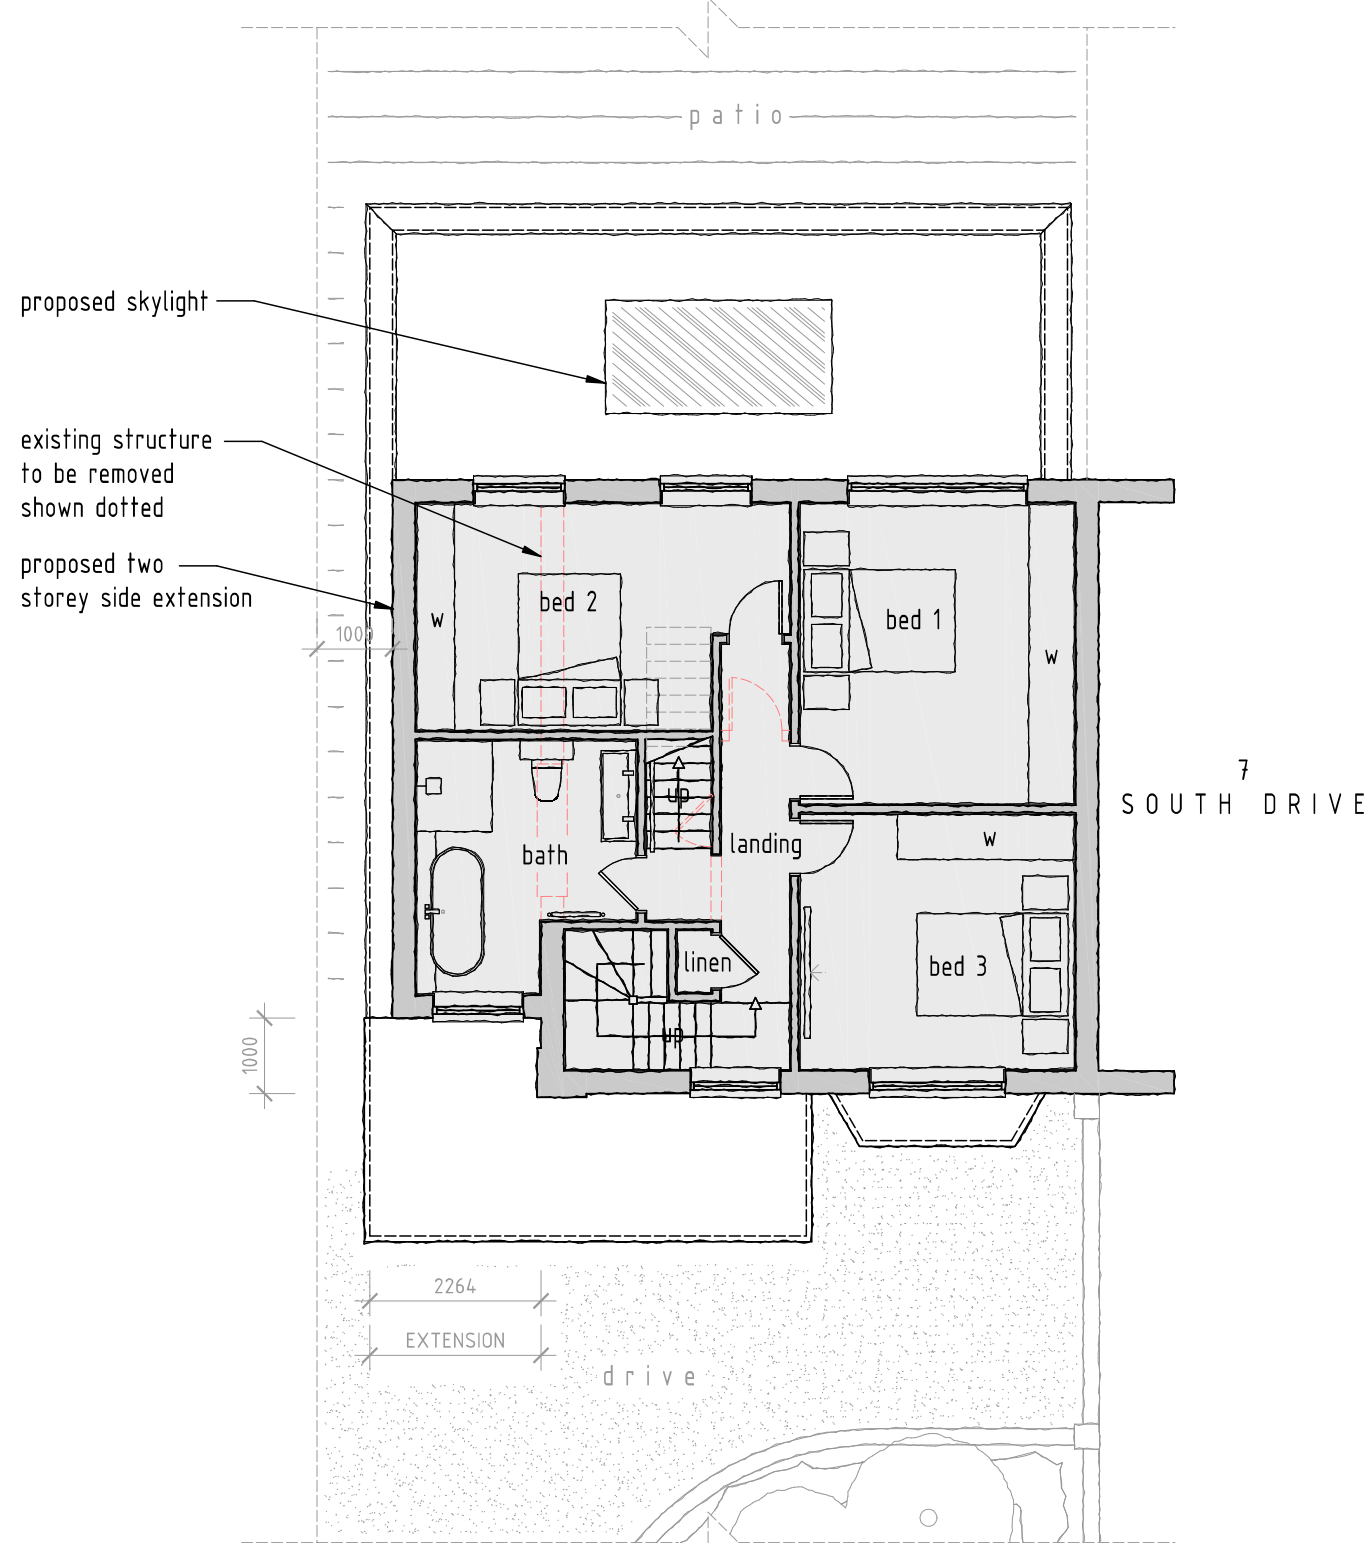 patio
proposed skylight
existing structure
to be removed
shown dotted
proposed two
storey side extension
1000
bed 2
W
bed 1
W
7
SOUTH DRIVE
up
bath
landing
W
linen
bed 3
up
1000
2264
EXTENSION
drive